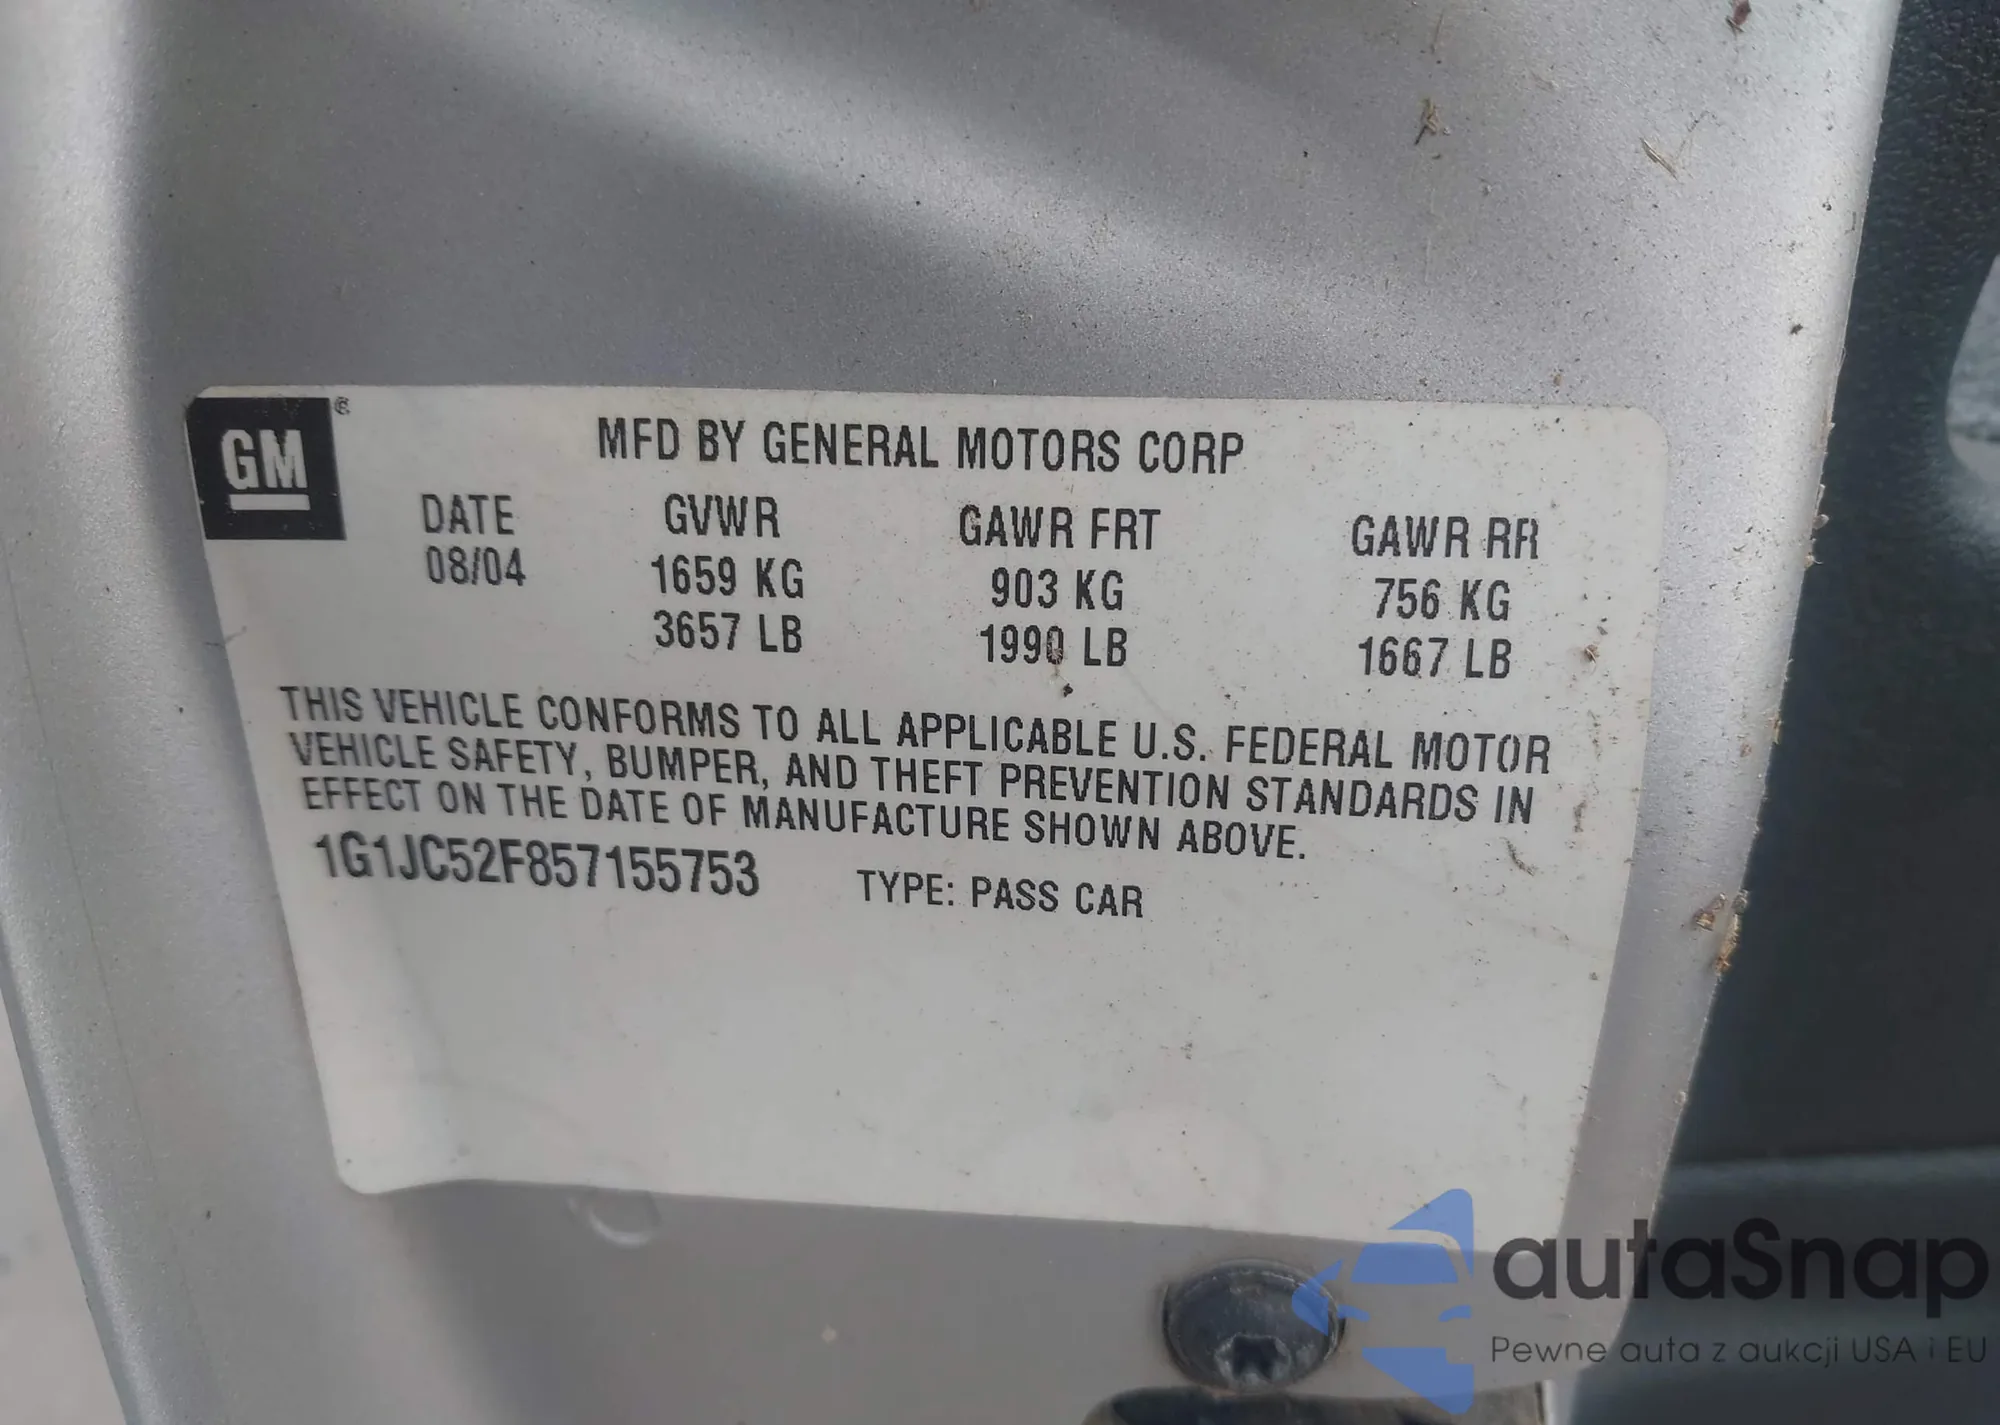 GM
MFD BY GENERAL MOTORS CORP
DATE GVWR GAWR FRT GAWR RR
08/04 1659 KG 903 KG 756 KG
3657 LB 1990 LB 1667 LB
THIS VEHICLE CONFORMS TO ALL APPLICABLE U.S. FEDERAL MOTOR
VEHICLE SAFETY, BUMPER, AND THEFT PREVENTION STANDARDS IN
EFFECT ON THE DATE OF MANUFACTURE SHOWN ABOVE.
1G1JC52F857155753 TYPE: PASS CAR
autaSnap
Pewne auta z aukcji USA i EU